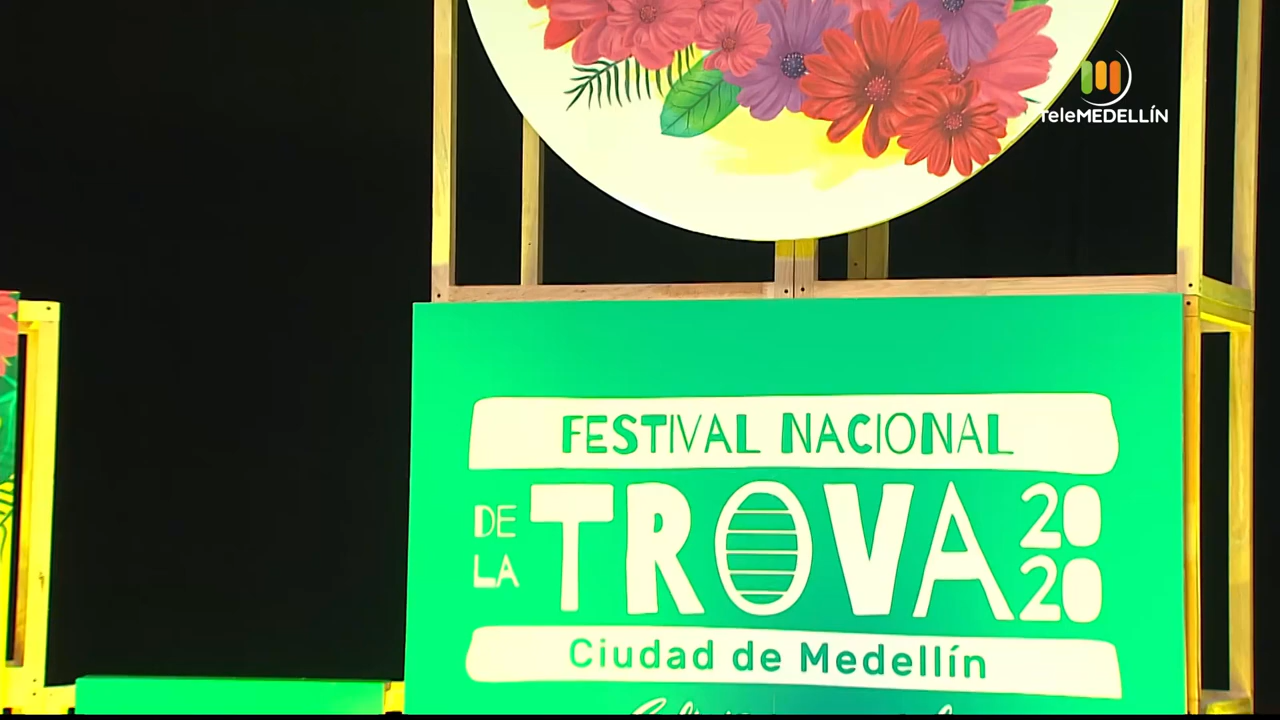 TeleMEDELLÍN
FESTIVAL NACIONAL
DE LA TROVA 2020
Ciudad de Medellín